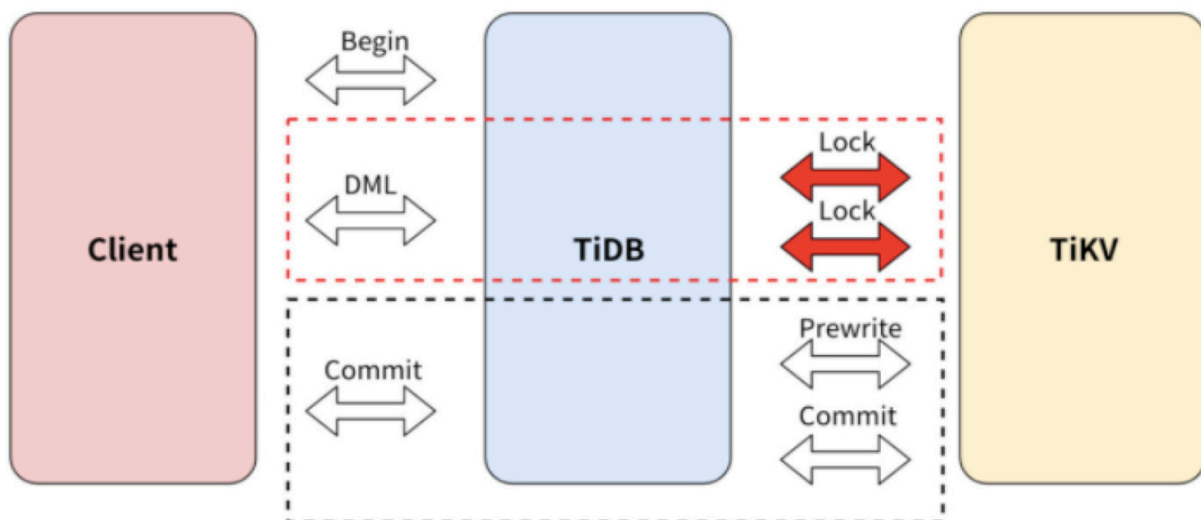 Begin
Lock
DML
Lock
Client
TiDB
TiKV
Prewrite
Commit
Commit